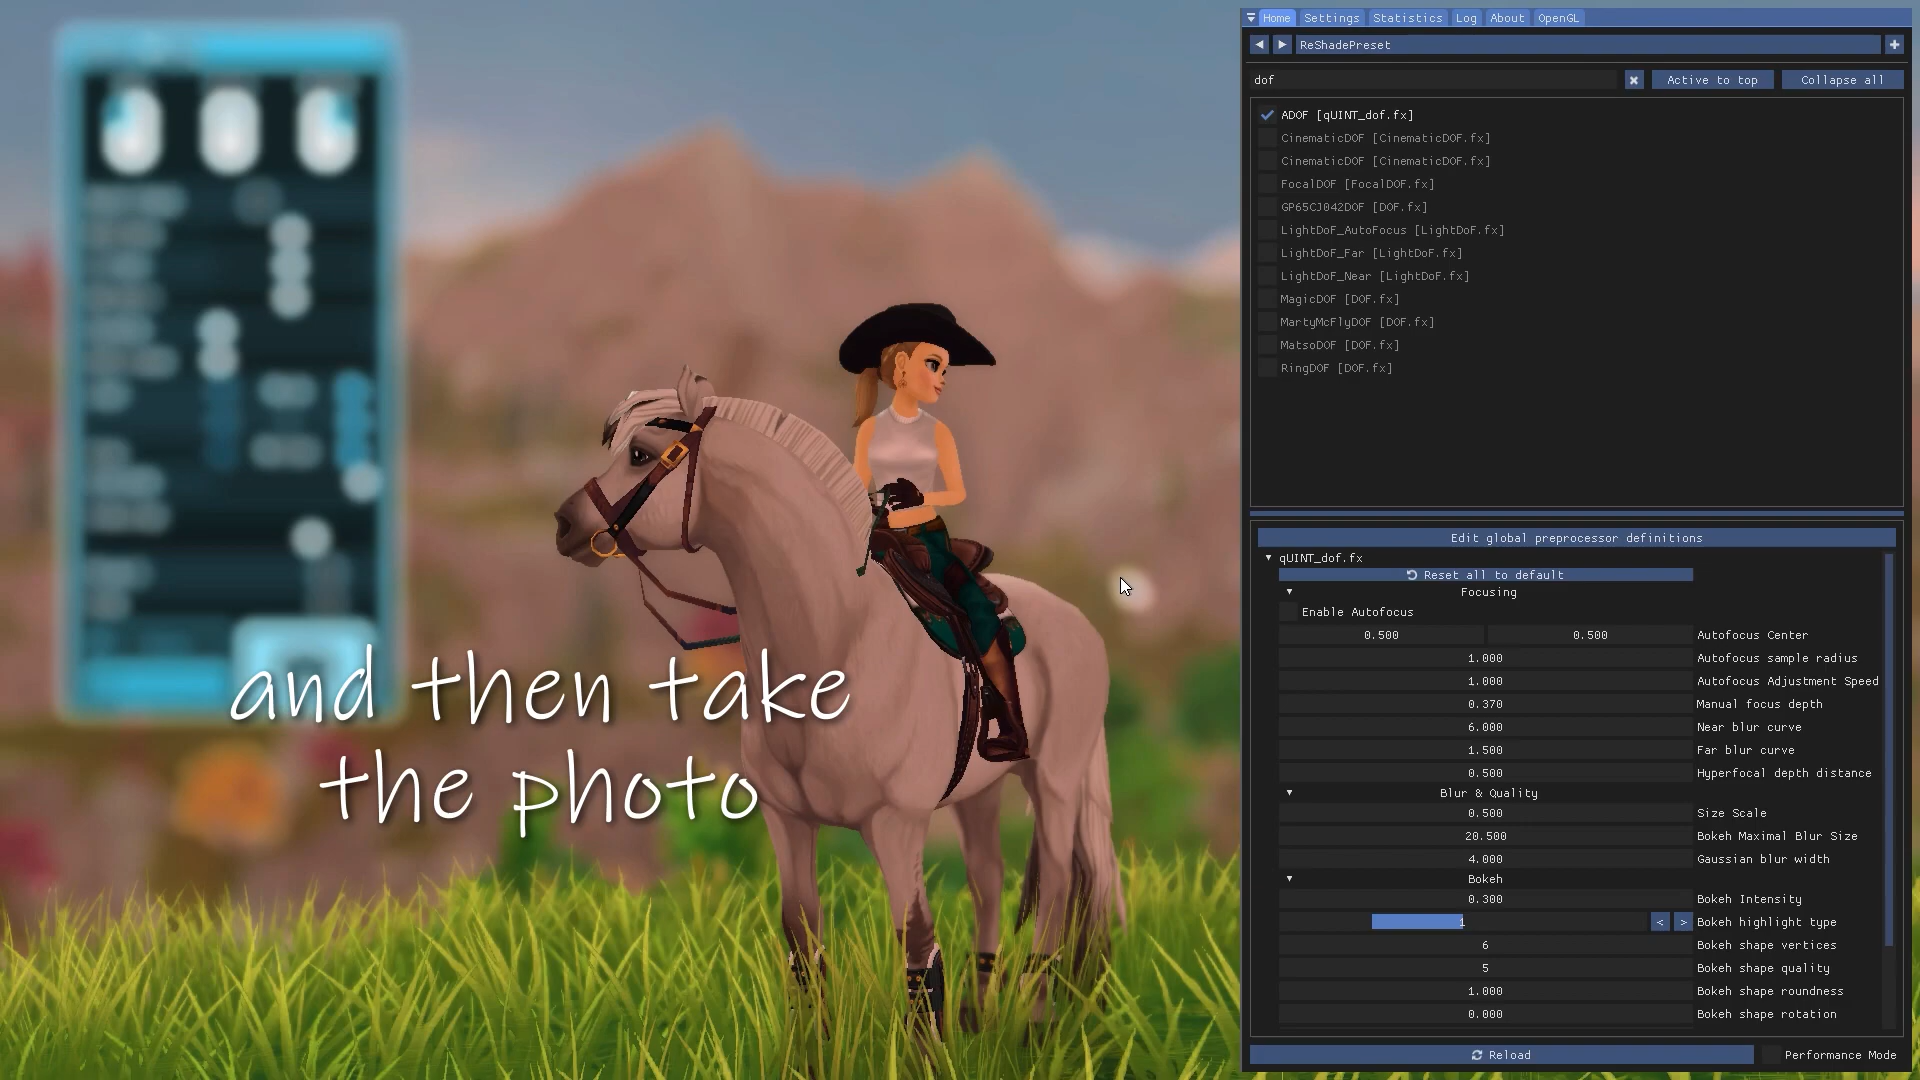 Home Settings Statistics Log About OpenGL
ReShadePreset
dof
Active to top
Collapse all
ADOF [qUINT_dof.fx]
CinematicDOF [CinematicDOF.fx]
CinematicDOF [CinematicDOF.fx]
FocalDOF [FocalDOF.fx]
GP65CJ042DOF [DOF.fx]
LightDoF_AutoFocus [LightDoF.fx]
LightDoF_Far [LightDoF.fx]
LightDoF_Near [LightDoF.fx]
MagicDOF [DOF.fx]
MartyMcFlyDOF [DOF.fx]
MatsoDOF [DOF.fx]
RingDOF [DOF.fx]
Edit global preprocessor definitions
qUINT_dof.fx
Reset all to default
Focusing
Enable Autofocus
0.500 0.500 Autofocus Center
1.000 Autofocus sample radius
1.000 Autofocus Adjustment Speed
0.370 Manual focus depth
6.000 Near blur curve
1.500 Far blur curve
0.500 Hyperfocal depth distance
Blur & Quality
0.500 Size Scale
20.500 Bokeh Maximal Blur Size
4.000 Gaussian blur width
Bokeh
0.300 Bokeh Intensity
1 < > Bokeh highlight type
6 Bokeh shape vertices
5 Bokeh shape quality
1.000 Bokeh shape roundness
0.000 Bokeh shape rotation
Reload
Performance Mode
and then take
the photo